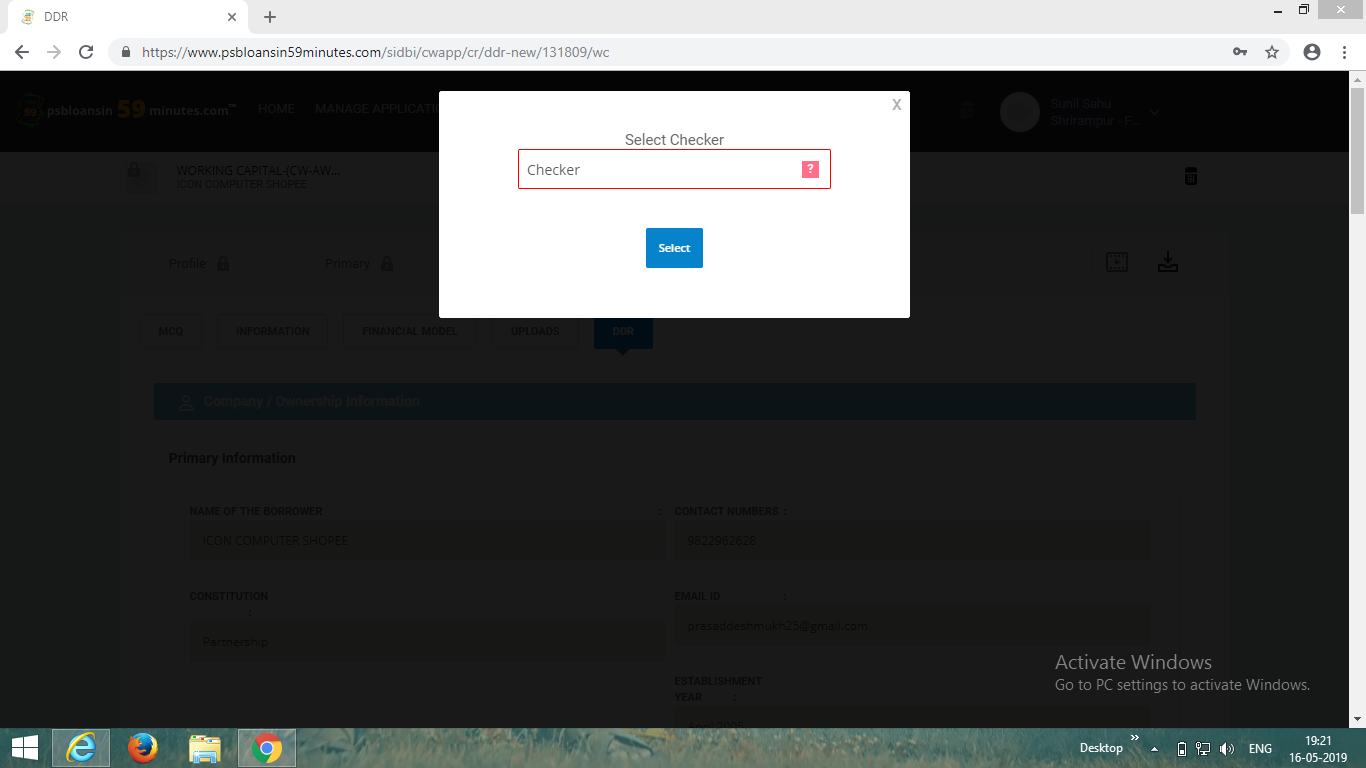 DDR
https://www.psbloansin59minutes.com/sidbi/cwapp/cr/ddr-new/131809/wc
psbloansin 59 minutes.com™
HOME
MANAGE APPLICATI
Sunil Sahu
Shrirampur - F...
X
Select Checker
Checker
?
Select
WORKING CAPITAL-(CW-AW...
ICON COMPUTER SHOPEE
Profile
Primary
MCQ
INFORMATION
FINANCIAL MODEL
UPLOADS
DDR
Company / Ownership Information
Primary Information
NAME OF THE BORROWER :
CONTACT NUMBERS :
ICON COMPUTER SHOPEE
9822962628
CONSTITUTION :
EMAIL ID :
Partnership
prasaddeshmukh25@gmail.com
ESTABLISHMENT
YEAR :
April 2005
Activate Windows
Go to PC settings to activate Windows.
Desktop
ENG
19:21
16-05-2019